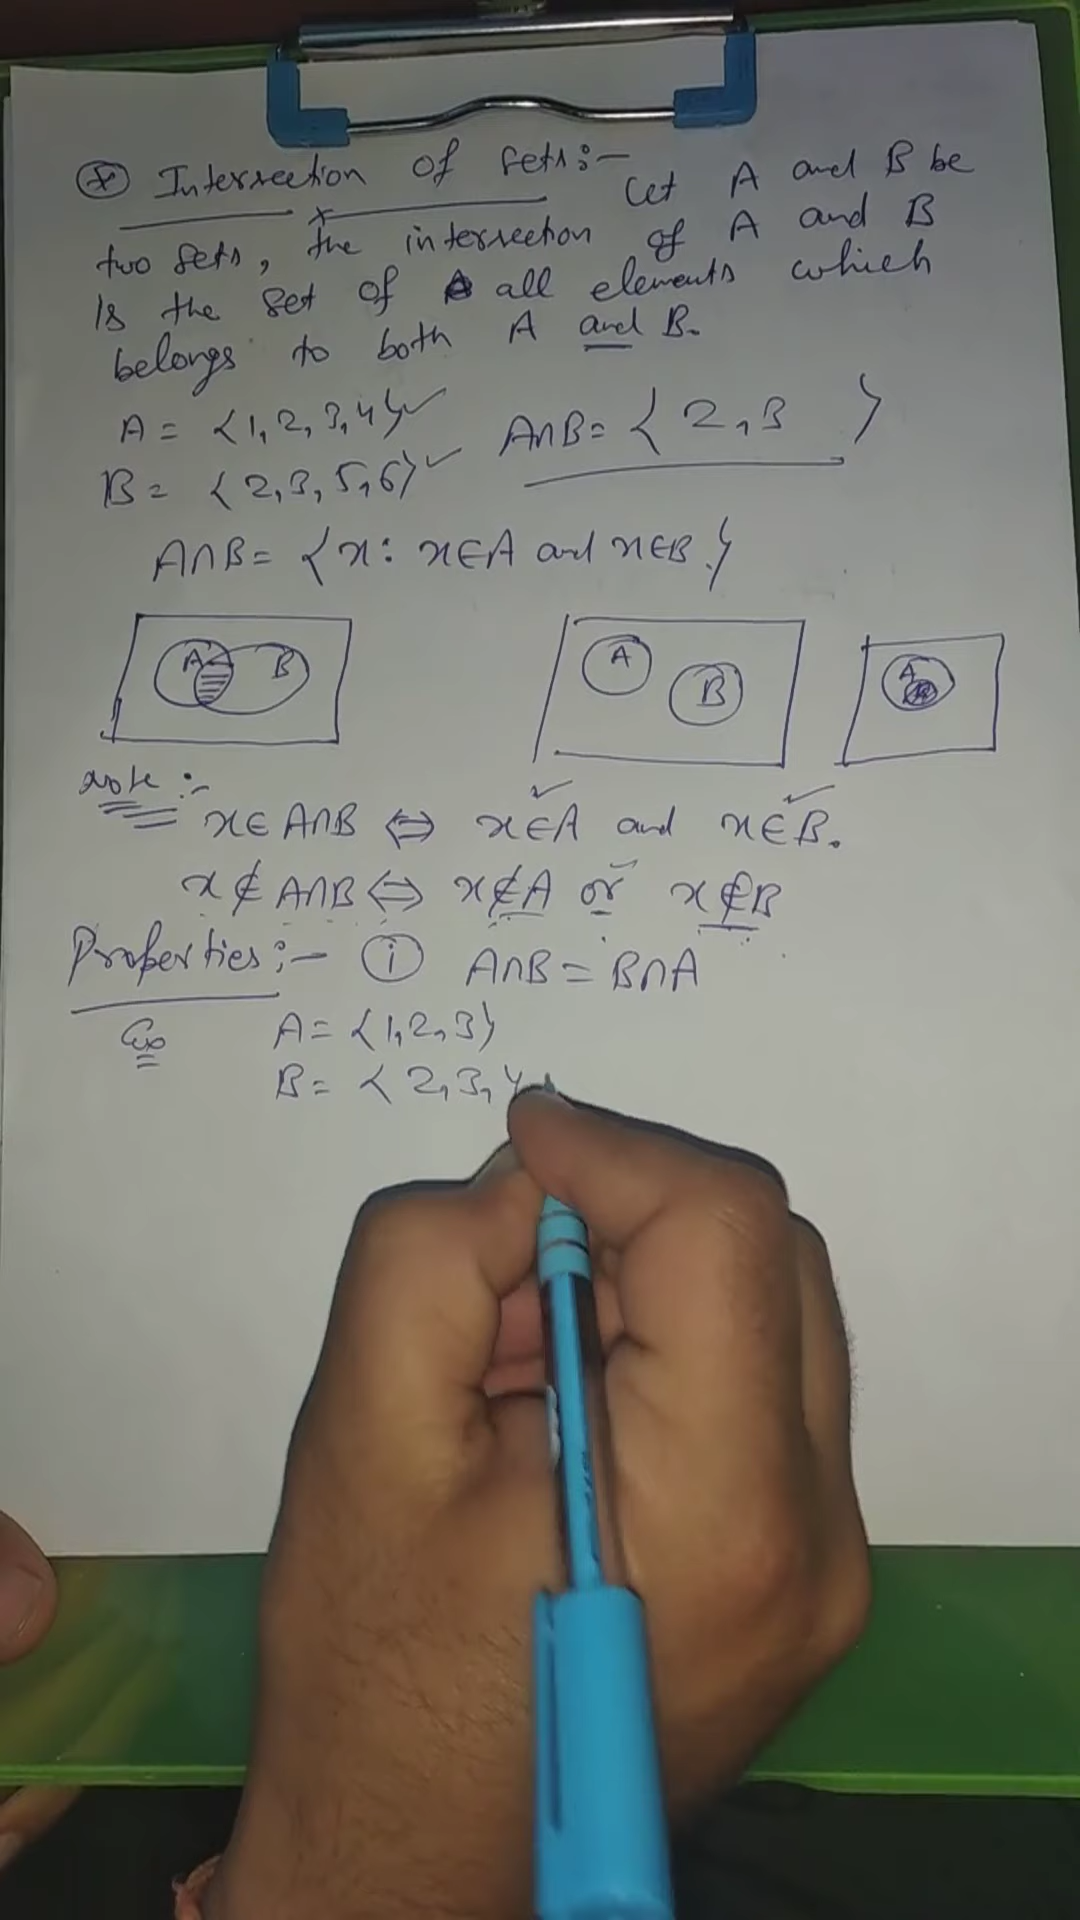 * Intersection of sets:- Let A and B be
two sets, the intersection of A and B
is the set of all elements which
belongs to both A and B.
A = {1, 2, 3, 4} ✓ A∩B = { 2, 3 }
B = {2, 3, 5, 6} ✓
A∩B = {x : x∈A and x∈B.}
A B A B A
Note :-
x∈A∩B ⇔ x∈A and x∈B.
x∉A∩B ⇔ x∉A or x∉B
Properties :- (i) A∩B = B∩A
Ex A = {1, 2, 3}
B = { 2, 3, 4